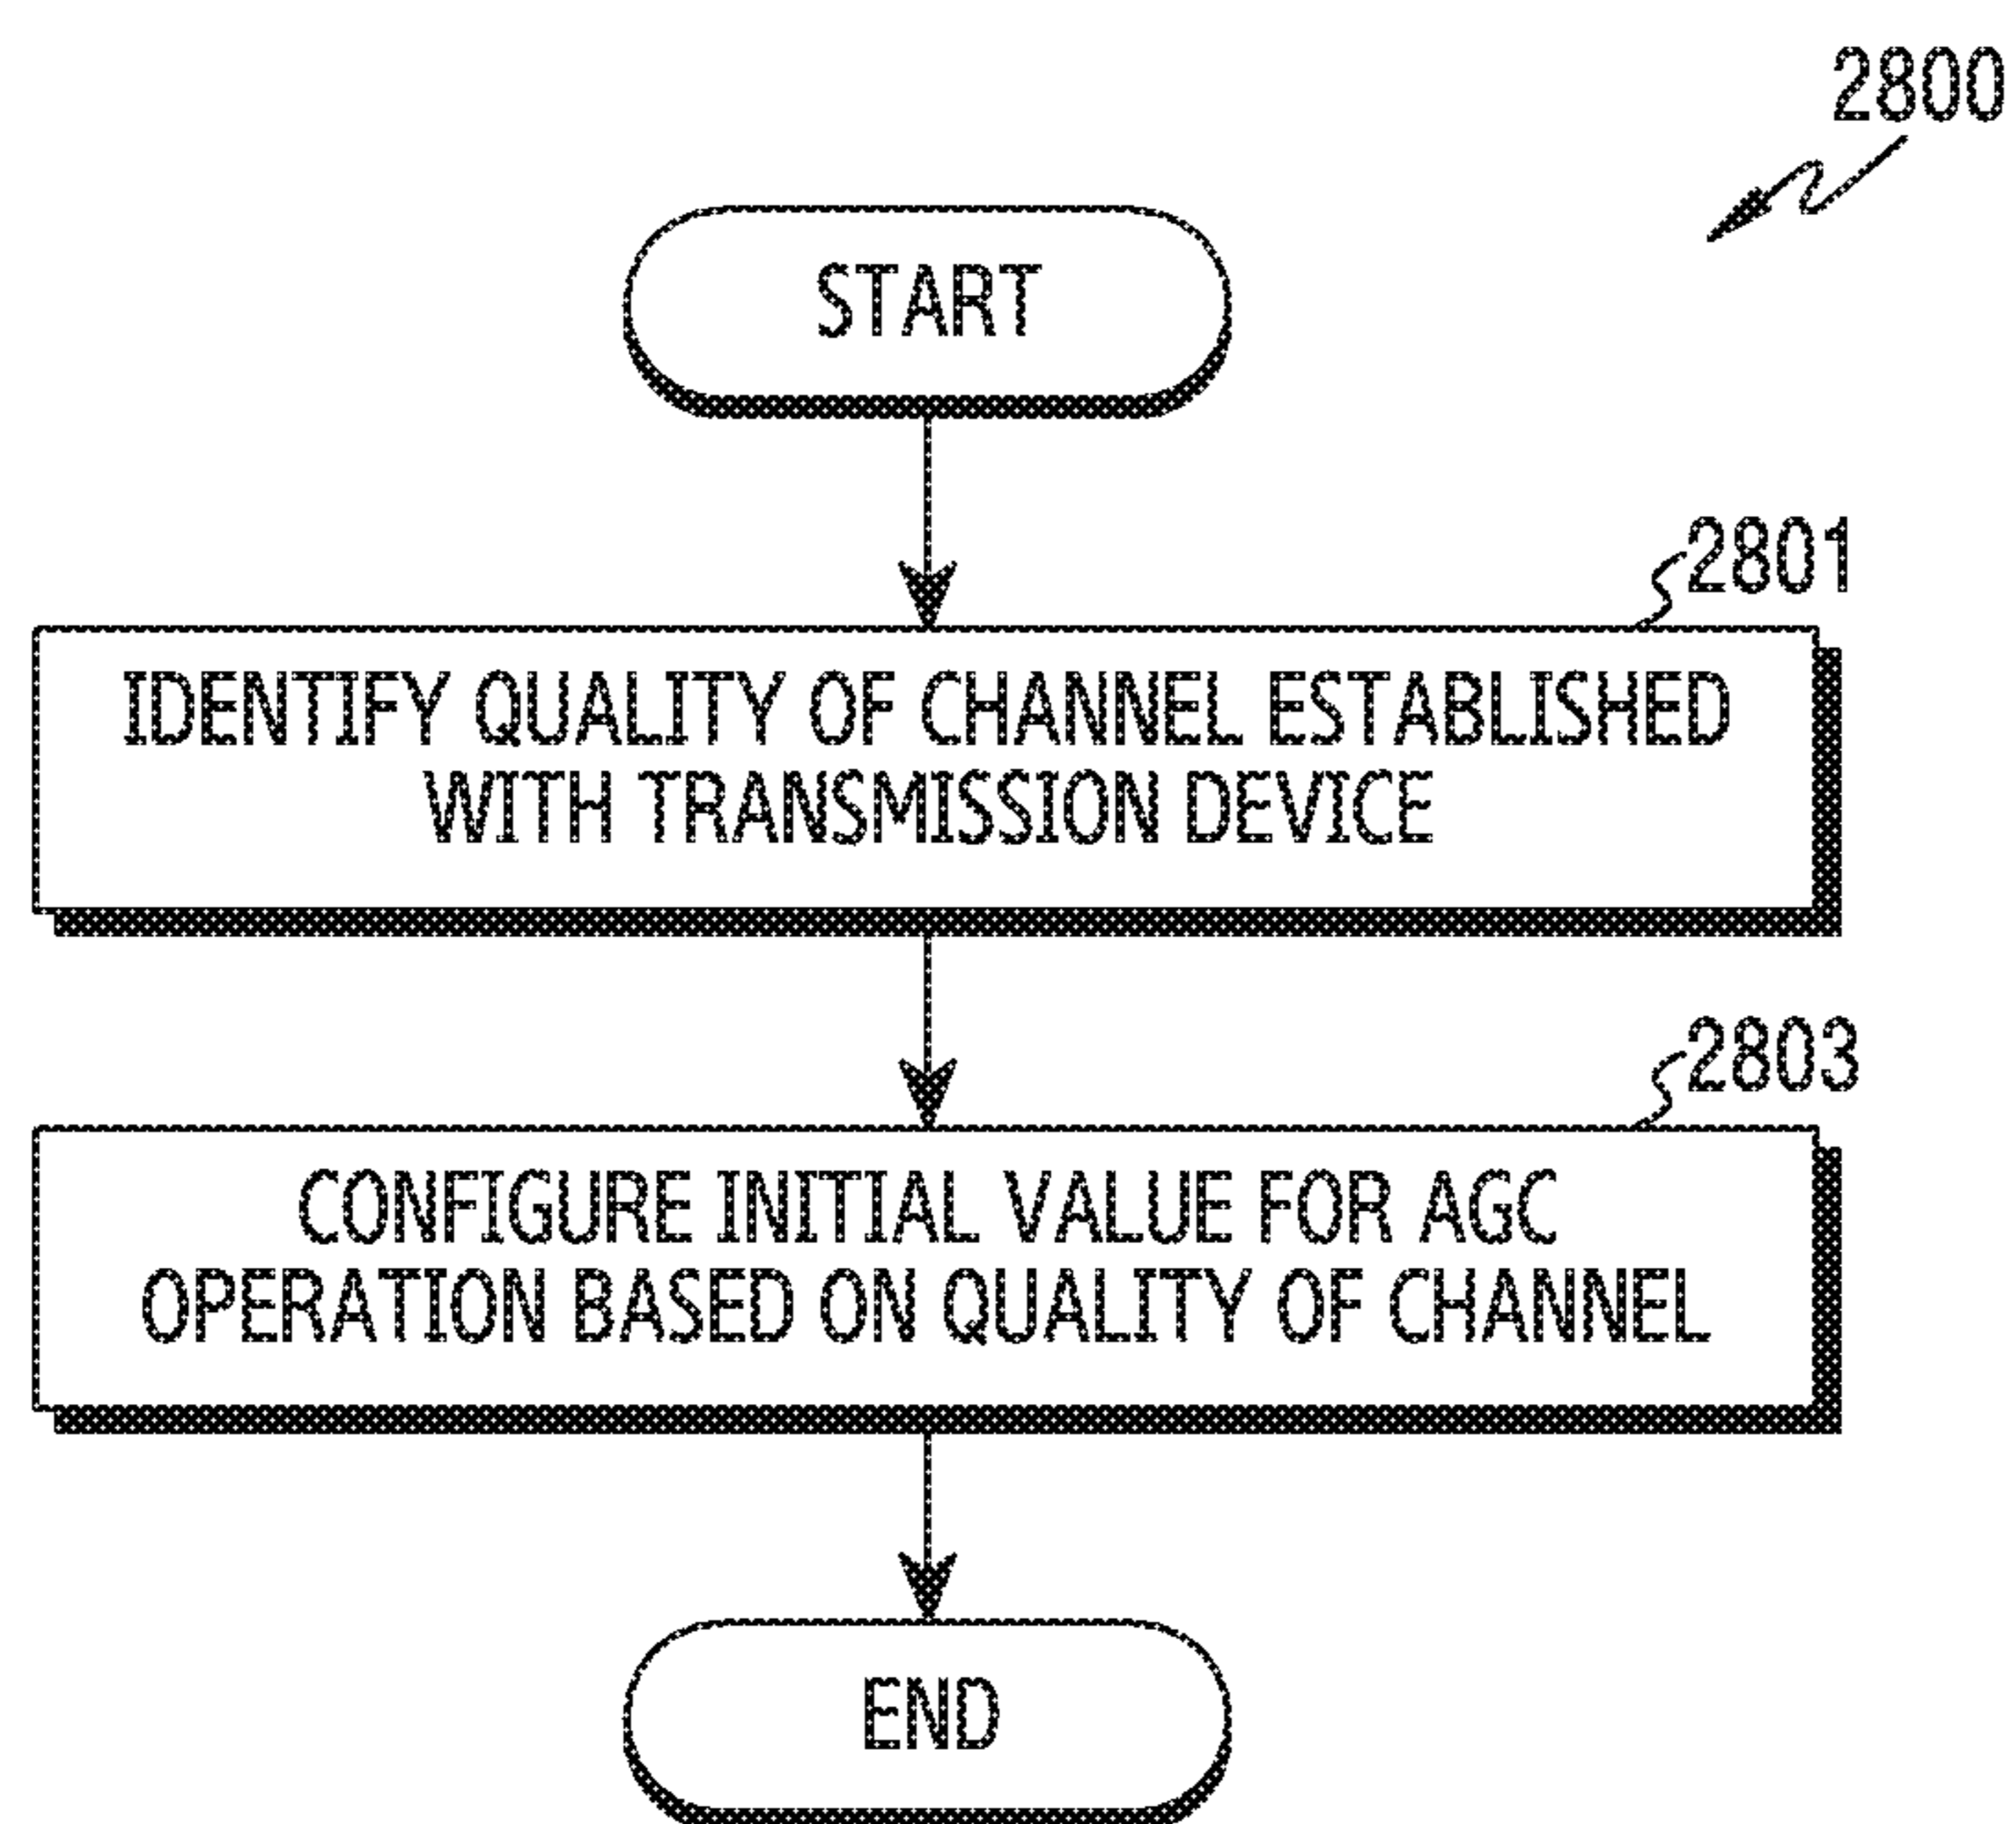 2800
START
2801
IDENTIFY QUALITY OF CHANNEL ESTABLISHED
WITH TRANSMISSION DEVICE
2803
CONFIGURE INITIAL VALUE FOR AGC
OPERATION BASED ON QUALITY OF CHANNEL
END